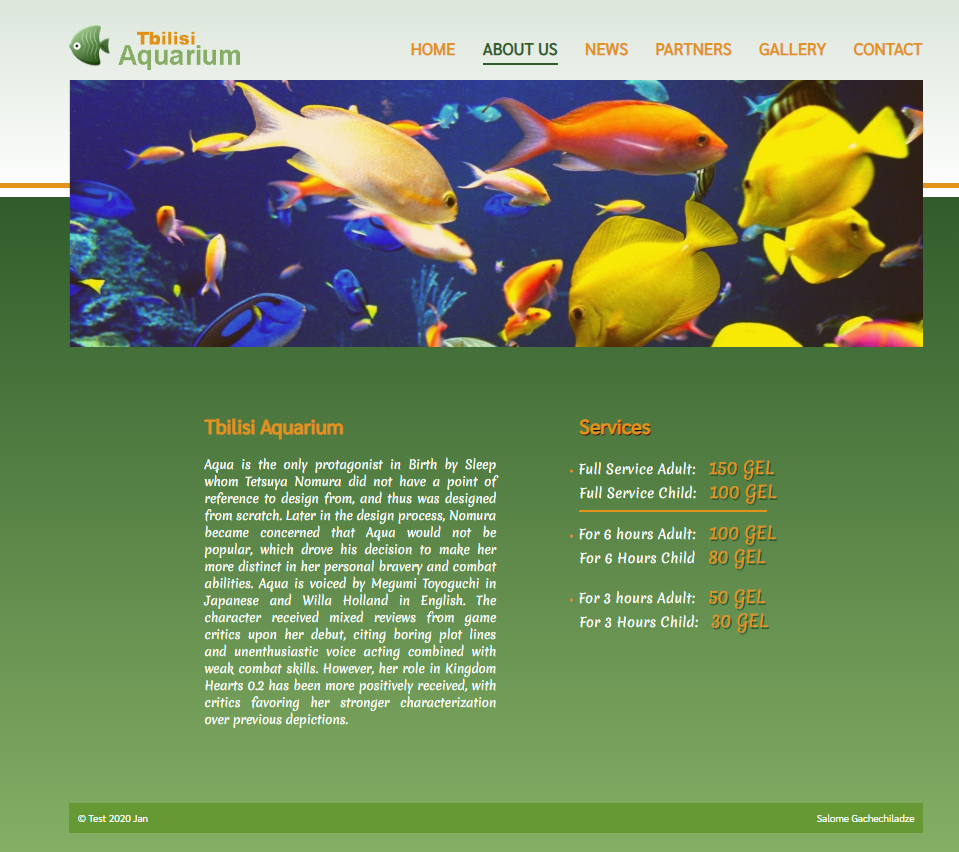 Tbilisi
Aquarium
HOME ABOUT US NEWS PARTNERS GALLERY CONTACT
Tbilisi Aquarium
Aqua is the only protagonist in Birth by Sleep
whom Tetsuya Nomura did not have a point of
reference to design from, and thus was designed
from scratch. Later in the design process, Nomura
became concerned that Aqua would not be
popular, which drove his decision to make her
more distinct in her personal bravery and combat
abilities. Aqua is voiced by Megumi Toyoguchi in
Japanese and Willa Holland in English. The
character received mixed reviews from game
critics upon her debut, citing boring plot lines
and unenthusiastic voice acting combined with
weak combat skills. However, her role in Kingdom
Hearts 0.2 has been more positively received, with
critics favoring her stronger characterization
over previous depictions.
Services
Full Service Adult: 150 GEL
Full Service Child: 100 GEL
For 6 hours Adult: 100 GEL
For 6 Hours Child 80 GEL
For 3 hours Adult: 50 GEL
For 3 Hours Child: 30 GEL
© Test 2020 Jan
Salome Gachechiladze